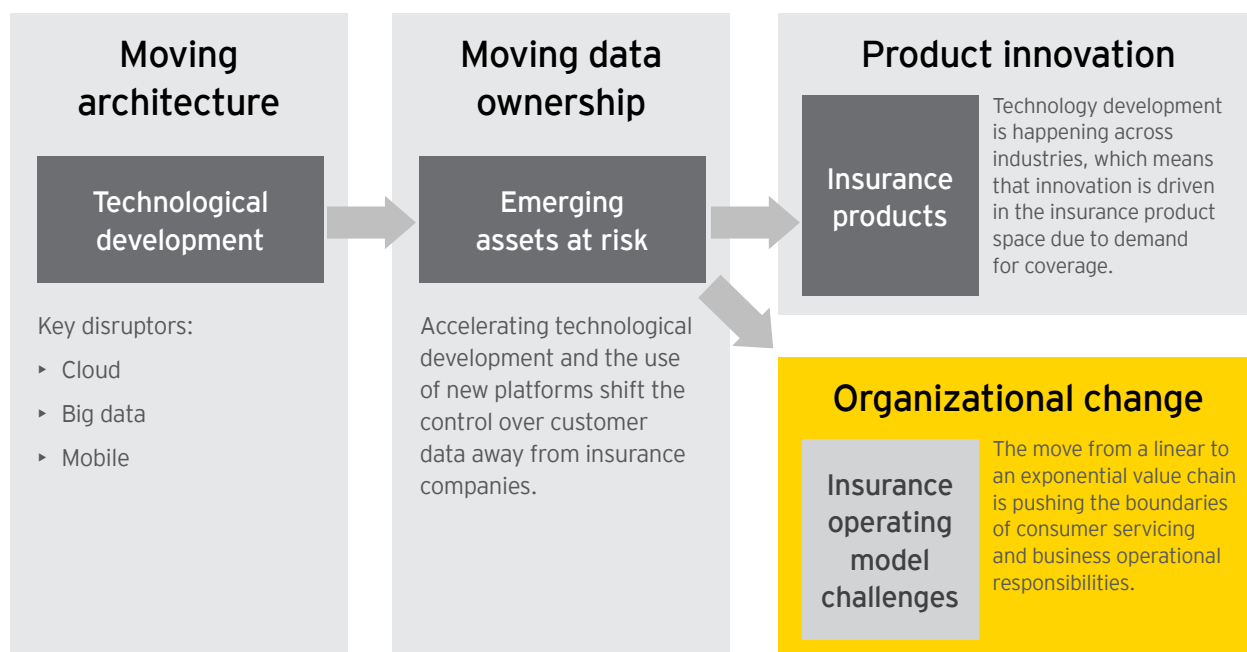 Moving
architecture
Technological
development
Key disruptors:
‣ Cloud
‣ Big data
‣ Mobile
Moving data
ownership
Emerging
assets at risk
Accelerating technological
development and the use
of new platforms shift the
control over customer
data away from insurance
companies.
Product innovation
Insurance
products
Technology development
is happening across
industries, which means
that innovation is driven
in the insurance product
space due to demand
for coverage.
Organizational change
Insurance
operating
model
challenges
The move from a linear to
an exponential value chain
is pushing the boundaries
of consumer servicing
and business operational
responsibilities.